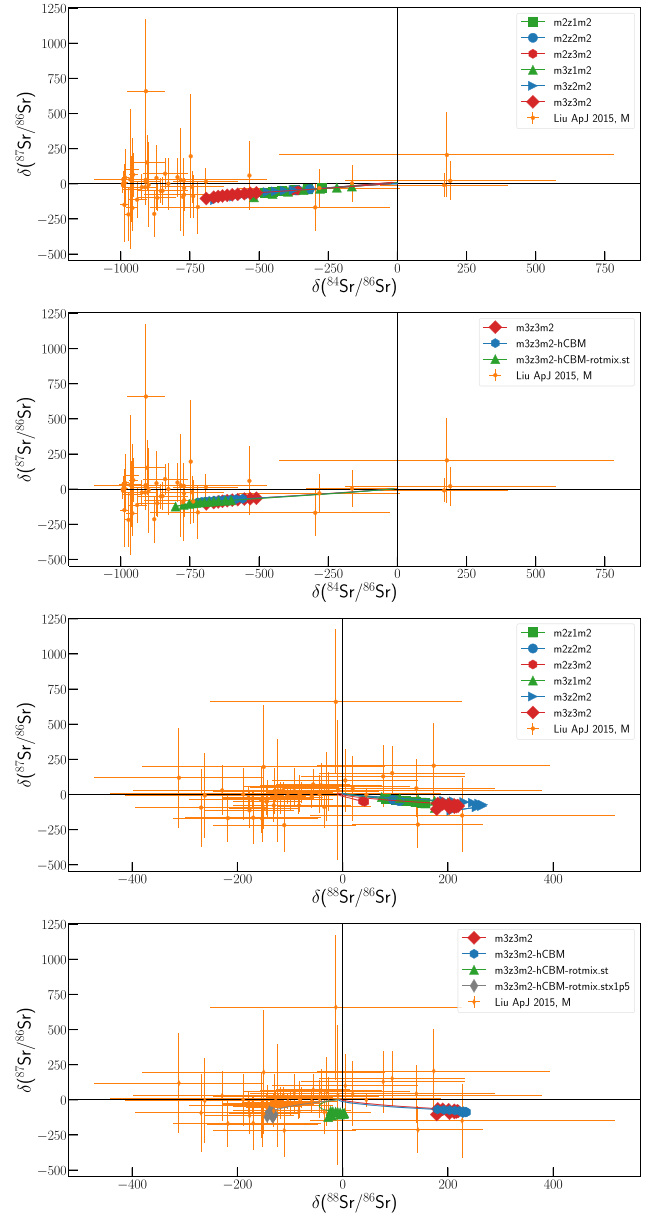 1250
1000
750
500
250
0
−250
−500
δ(⁸⁷Sr/⁸⁶Sr)
m2z1m2
m2z2m2
m2z3m2
m3z1m2
m3z2m2
m3z3m2
Liu ApJ 2015, M
−1000 −750 −500 −250 0 250 500 750
δ(⁸⁴Sr/⁸⁶Sr)
1250
1000
750
500
250
0
−250
−500
δ(⁸⁷Sr/⁸⁶Sr)
m3z3m2
m3z3m2-hCBM
m3z3m2-hCBM-rotmix.st
Liu ApJ 2015, M
−1000 −750 −500 −250 0 250 500 750
δ(⁸⁴Sr/⁸⁶Sr)
1250
1000
750
500
250
0
−250
−500
δ(⁸⁷Sr/⁸⁶Sr)
m2z1m2
m2z2m2
m2z3m2
m3z1m2
m3z2m2
m3z3m2
Liu ApJ 2015, M
−400 −200 0 200 400
δ(⁸⁸Sr/⁸⁶Sr)
1250
1000
750
500
250
0
−250
−500
δ(⁸⁷Sr/⁸⁶Sr)
m3z3m2
m3z3m2-hCBM
m3z3m2-hCBM-rotmix.st
m3z3m2-hCBM-rotmix.stx1p5
Liu ApJ 2015, M
−400 −200 0 200 400
δ(⁸⁸Sr/⁸⁶Sr)